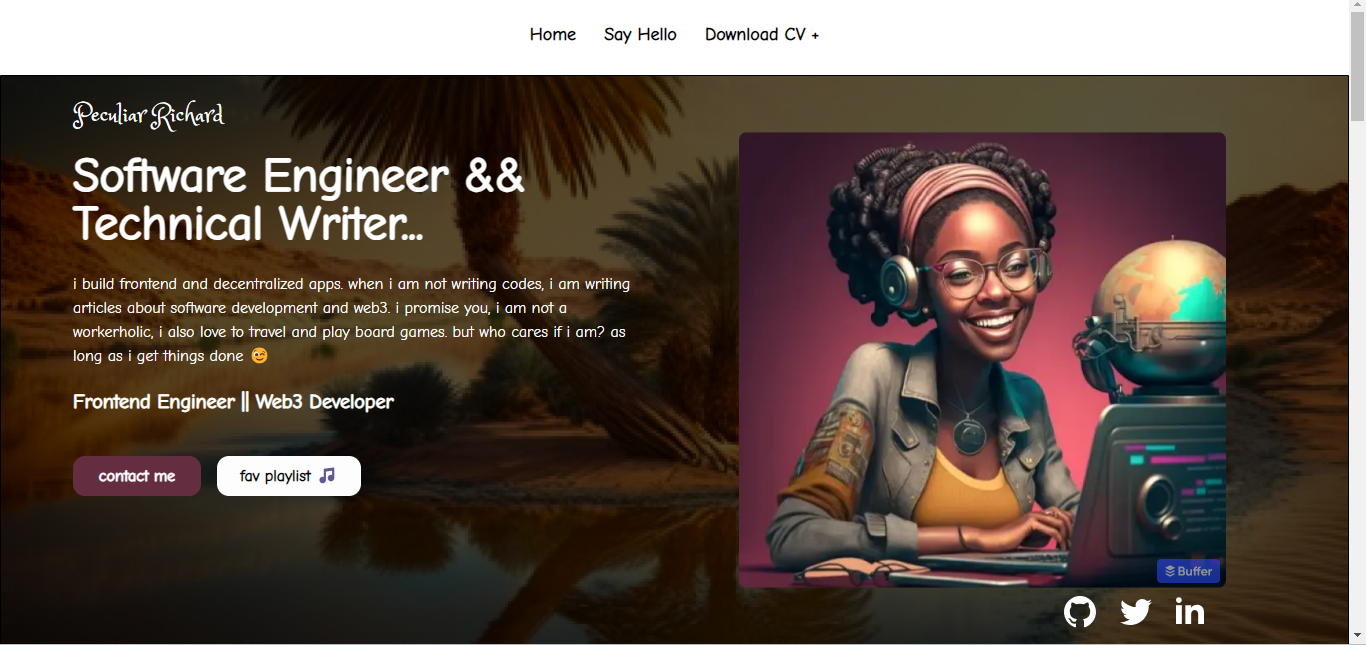 Home Say Hello Download CV +
Peculiar Richard
Software Engineer &&
Technical Writer...
i build frontend and decentralized apps. when i am not writing codes, i am writing
articles about software development and web3. i promise you, i am not a
workerholic, i also love to travel and play board games. but who cares if i am? as
long as i get things done 😉
Frontend Engineer || Web3 Developer
contact me fav playlist 🎵
Buffer
in